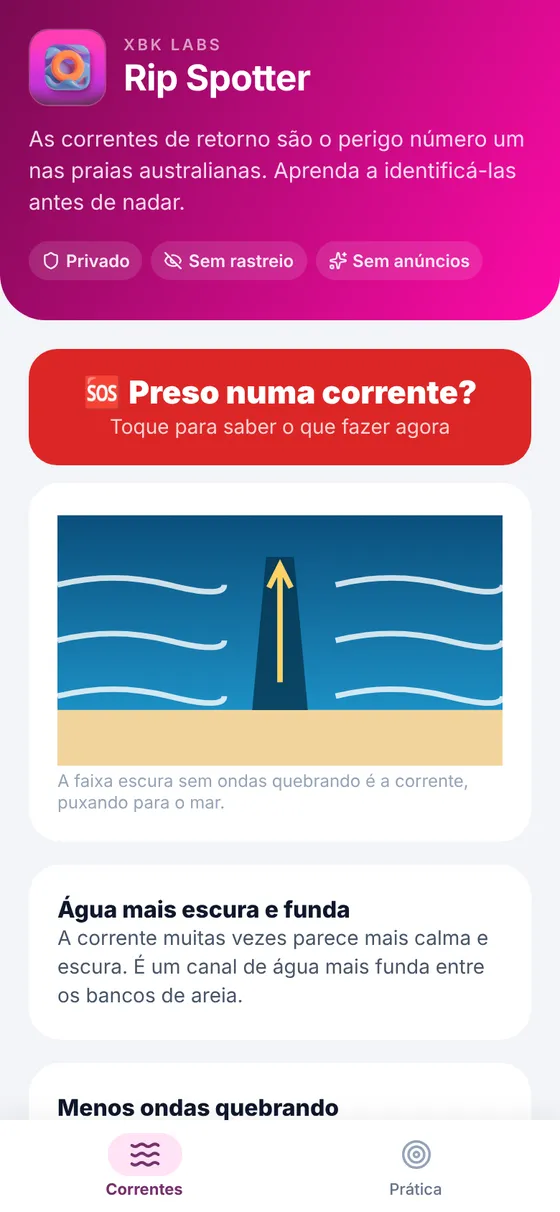 XBK LABS
Rip Spotter
As correntes de retorno são o perigo número um
nas praias australianas. Aprenda a identificá-las
antes de nadar.
Privado
Sem rastreio
Sem anúncios
🆘 Preso numa corrente?
Toque para saber o que fazer agora
A faixa escura sem ondas quebrando é a corrente,
puxando para o mar.
Água mais escura e funda
A corrente muitas vezes parece mais calma e
escura. É um canal de água mais funda entre
os bancos de areia.
Menos ondas quebrando
Correntes
Prática